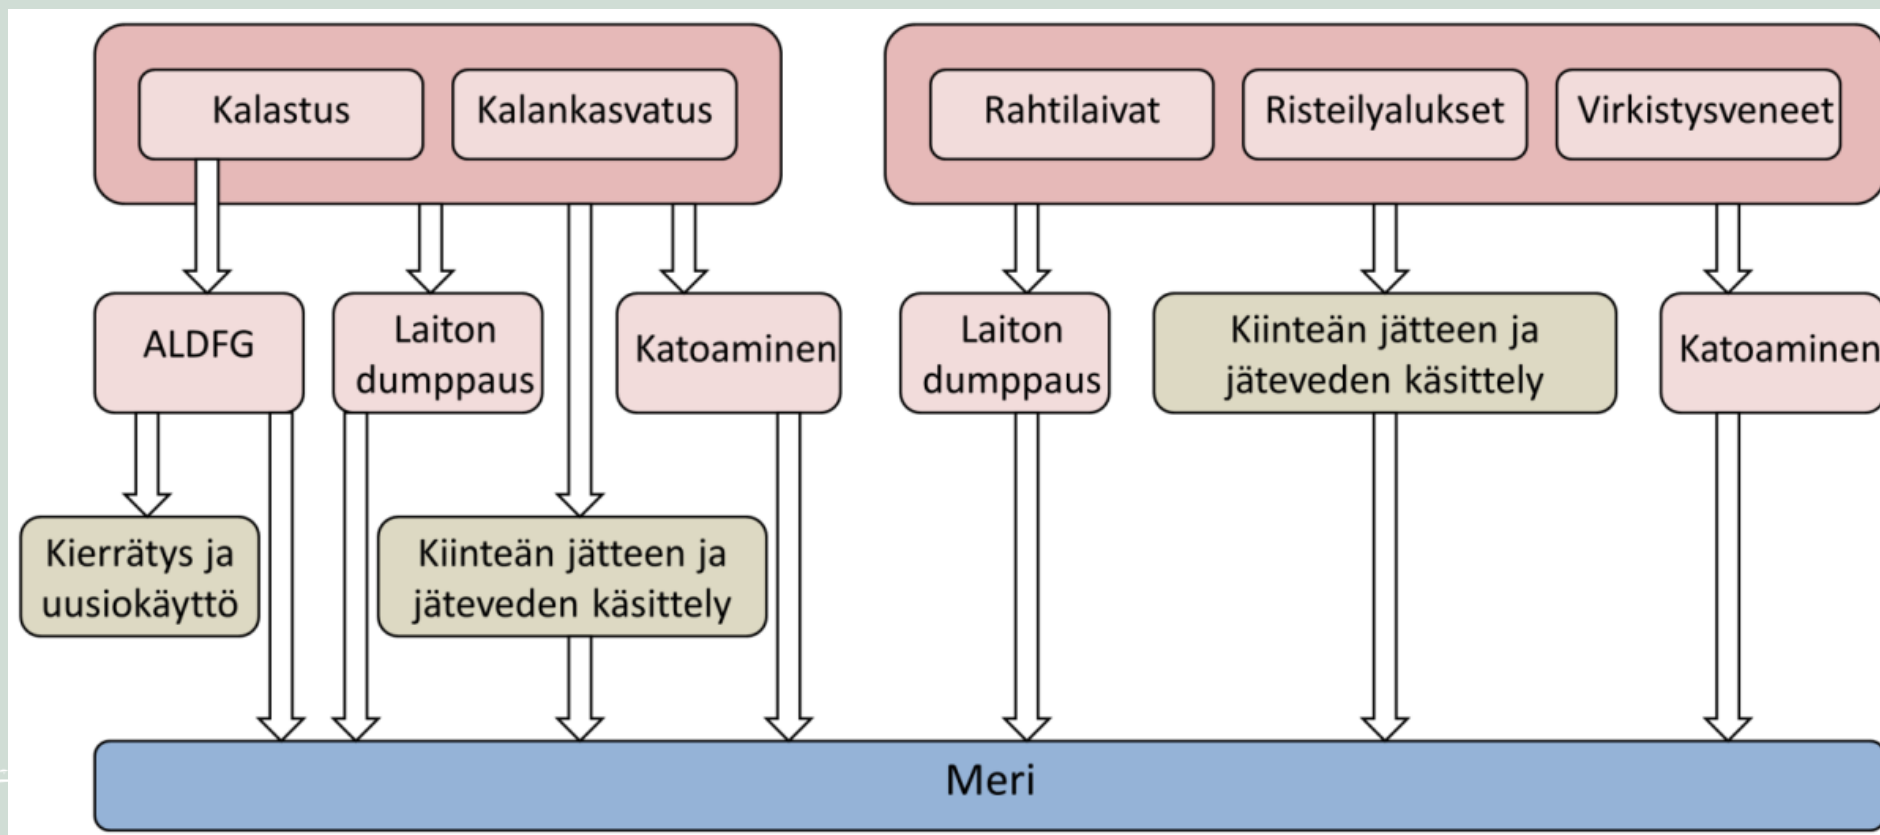 Kalastus
Kalankasvatus
Rahtilaivat
Risteilyalukset
Virkistysveneet
ALDFG
Laiton
dumppaus
Katoaminen
Laiton
dumppaus
Kiinteän jätteen ja
jäteveden käsittely
Katoaminen
Kierrätys ja
uusiokäyttö
Kiinteän jätteen ja
jäteveden käsittely
Meri